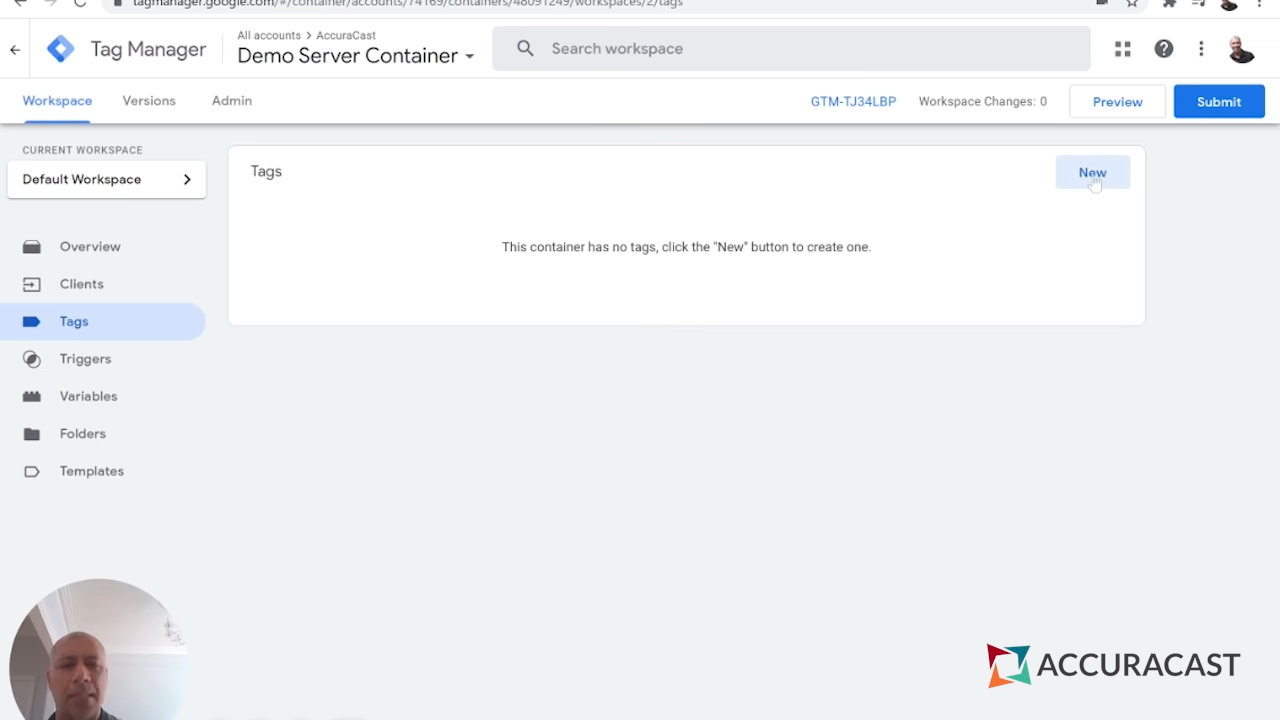 tagmanager.google.com/#/container/accounts/74169/containers/48091249/workspaces/2/tags
Tag Manager
All accounts > AccuraCast
Demo Server Container
Search workspace
Workspace
Versions
Admin
GTM-TJ34LBP
Workspace Changes: 0
Preview
Submit
CURRENT WORKSPACE
Default Workspace
Tags
New
This container has no tags, click the "New" button to create one.
Overview
Clients
Tags
Triggers
Variables
Folders
Templates
ACCURACAST